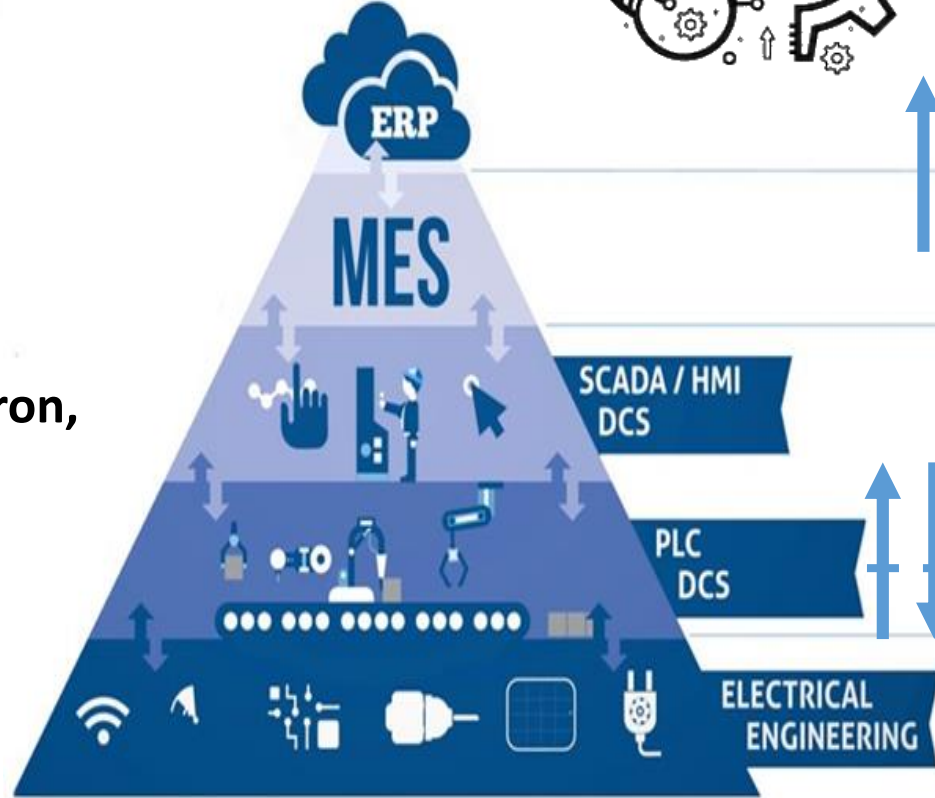 ERP
MES
ron,
SCADA / HMI
DCS
PLC
DCS
ELECTRICAL
ENGINEERING